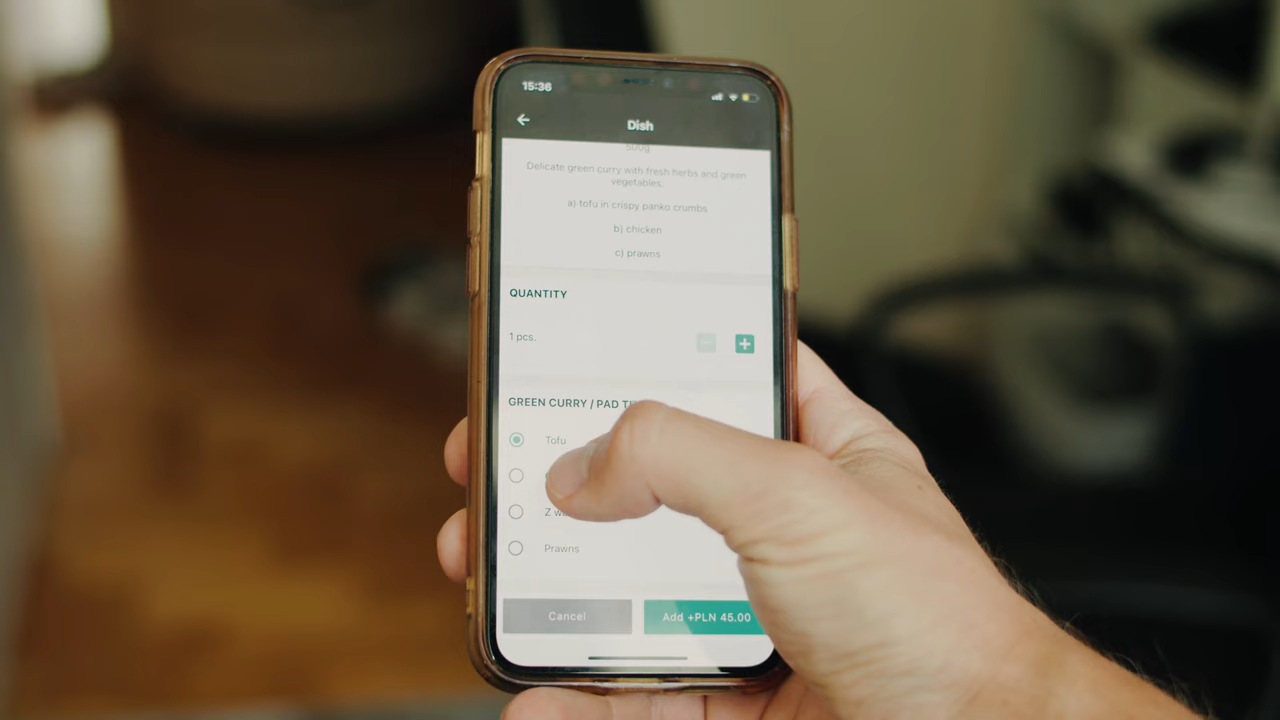 15:36
Dish
500g
Delicate green curry with fresh herbs and green
vegetables.
a) tofu in crispy panko crumbs
b) chicken
c) prawns
QUANTITY
1 pcs.
GREEN CURRY / PAD
Tofu
Z
Prawns
Cancel
Add +PLN 45.00